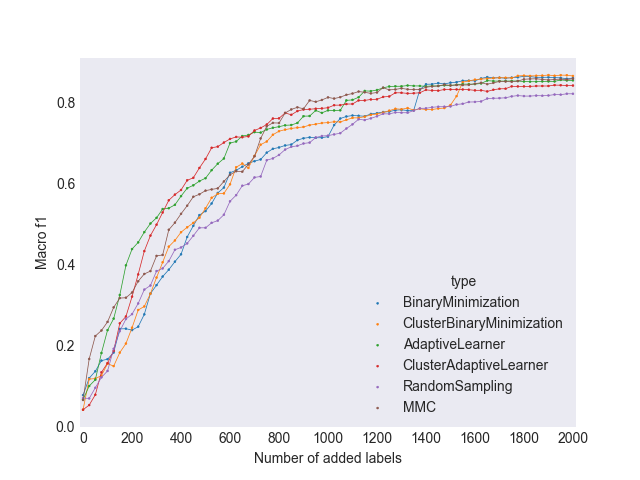 Macro f1
0.8
0.6
0.4
0.2
0.0
type
BinaryMinimization
ClusterBinaryMinimization
AdaptiveLearner
ClusterAdaptiveLearner
RandomSampling
MMC
0 200 400 600 800 1000 1200 1400 1600 1800 2000
Number of added labels